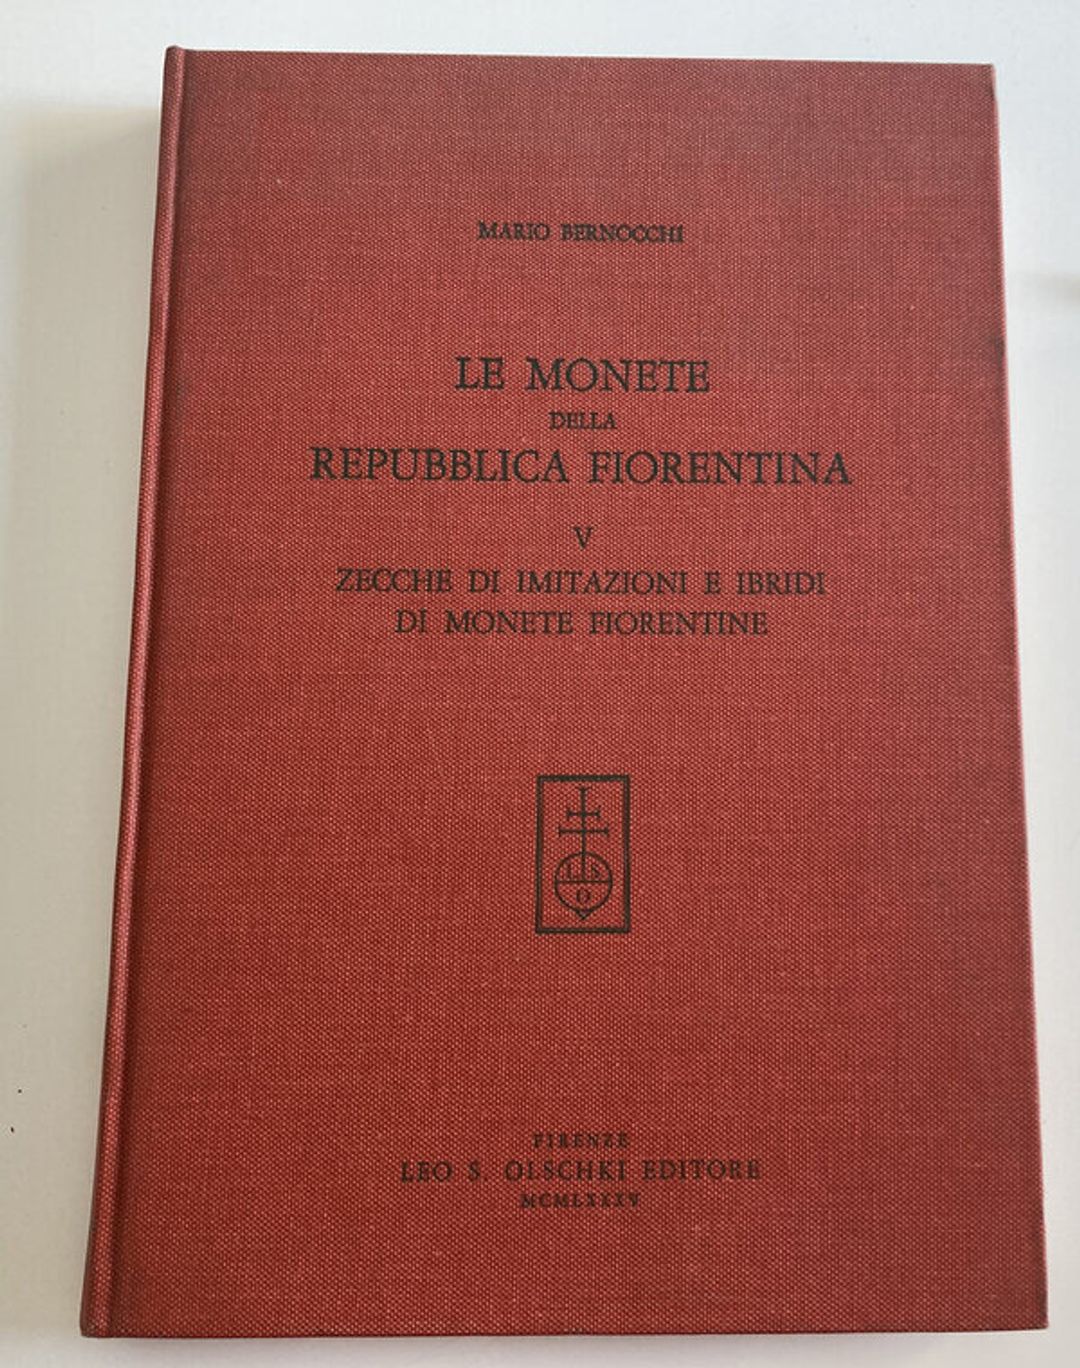 MARIO BERNOCCHI
LE MONETE
DELLA
REPUBBLICA FIORENTINA
V
ZECCHE DI IMITAZIONI E IBRIDI
DI MONETE FIORENTINE
L S
O
FIRENZE
LEO S. OLSCHKI EDITORE
MCMLXXXV